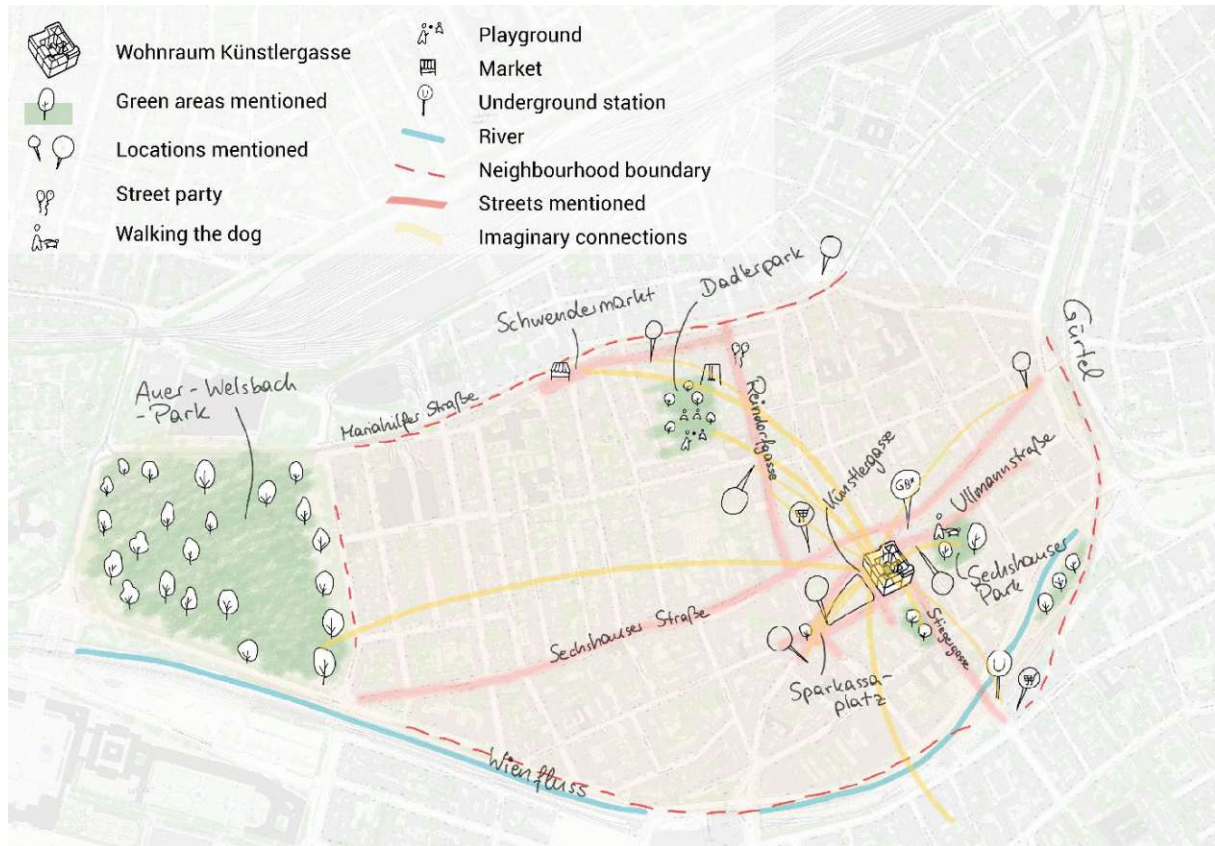 Wohnraum Künstlergasse
Green areas mentioned
Locations mentioned
Street party
Walking the dog
Playground
Market
U
Underground station
River
Neighbourhood boundary
Streets mentioned
Imaginary connections
Dadlerpark
Schwendermarkt
Gürtel
Auer-Welsbach
-Park
Mariahilfer Straße
Reindorfgasse
Künstlergasse
GB*
Ullmannstraße
Sechshauser
Park
Sechshauser Straße
Stiegergasse
Sparkassa-
platz
U
Wienfluss